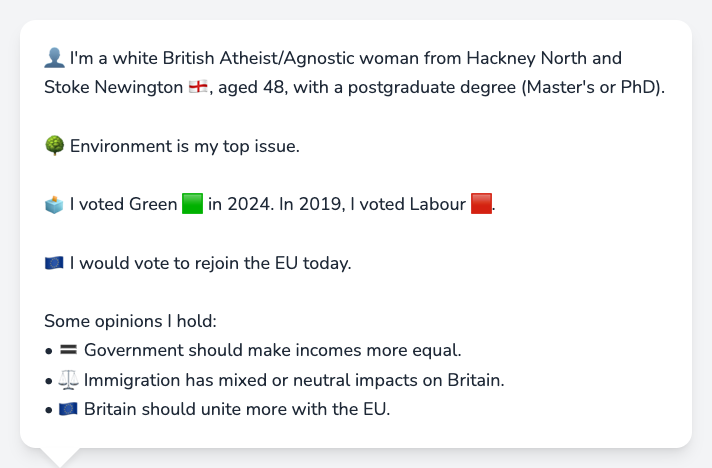 👤 I'm a white British Atheist/Agnostic woman from Hackney North and
Stoke Newington 🏴󠁧󠁢󠁥󠁮󠁧󠁿, aged 48, with a postgraduate degree (Master's or PhD).
🌳 Environment is my top issue.
🗳️ I voted Green 🟩 in 2024. In 2019, I voted Labour 🟥.
🇪🇺 I would vote to rejoin the EU today.
Some opinions I hold:
• 🟰 Government should make incomes more equal.
• ⚖️ Immigration has mixed or neutral impacts on Britain.
• 🇪🇺 Britain should unite more with the EU.